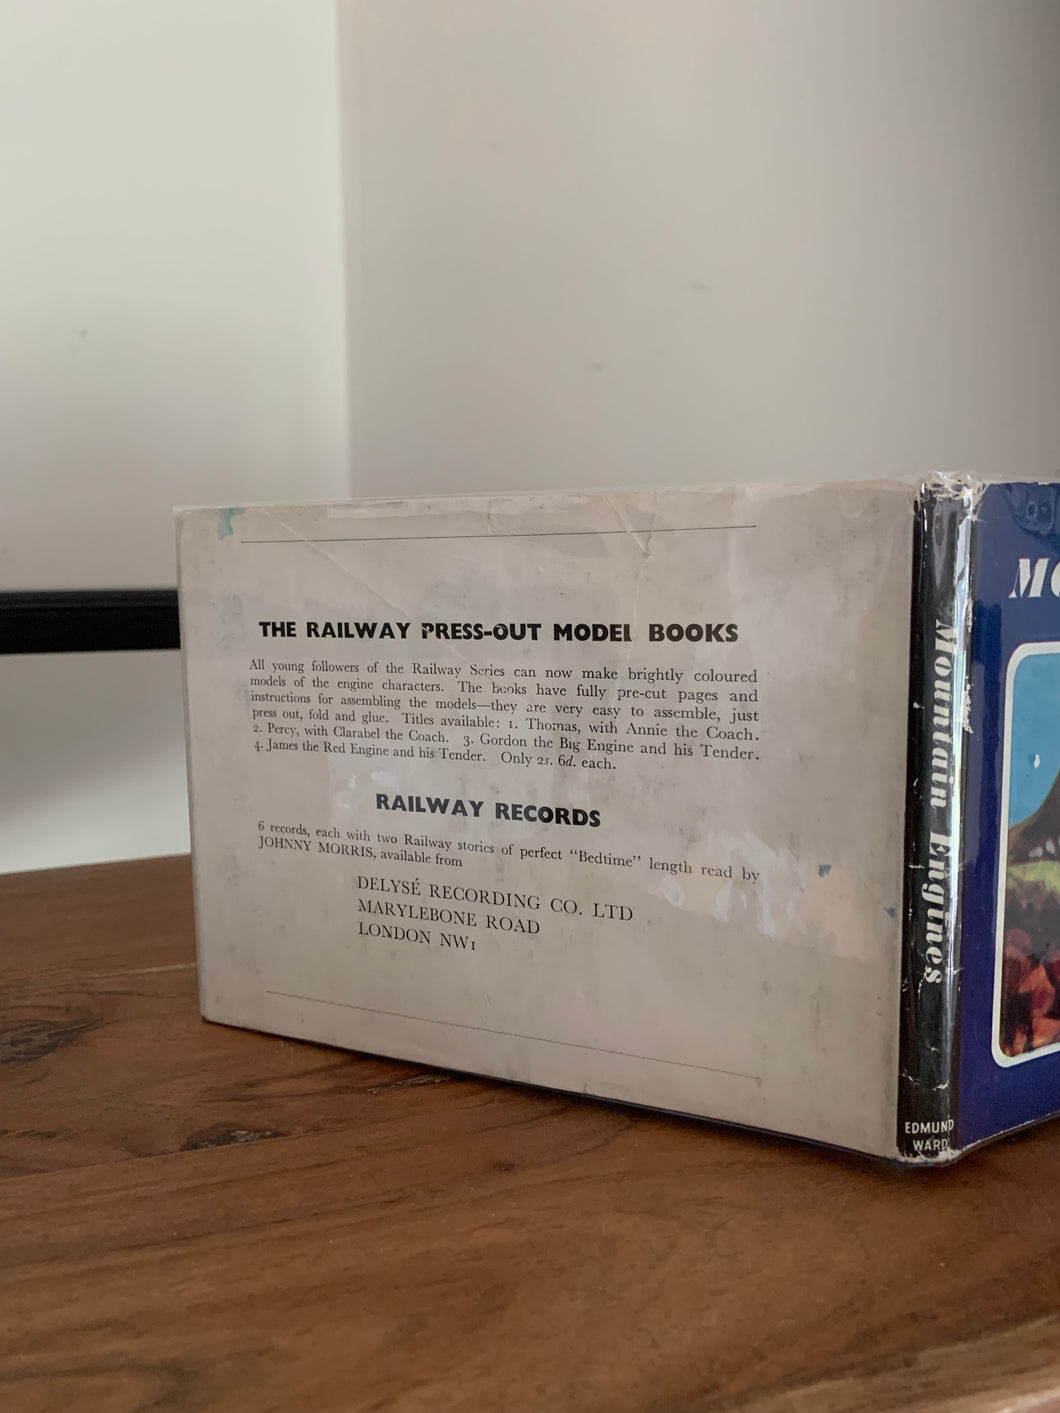 THE RAILWAY PRESS-OUT MODEL BOOKS
All young followers of the Railway Series can now make brightly coloured
models of the engine characters. The books have fully pre-cut pages and
instructions for assembling the models—they are very easy to assemble, just
press out, fold and glue. Titles available: 1. Thomas, with Annie the Coach.
2. Percy, with Clarabel the Coach. 3. Gordon the Big Engine and his Tender.
4. James the Red Engine and his Tender. Only 2s. 6d. each.
RAILWAY RECORDS
6 records, each with two Railway stories of perfect “Bedtime” length read by
JOHNNY MORRIS, available from
DELYSÉ RECORDING CO. LTD
MARYLEBONE ROAD
LONDON NW1
Mountain Engines
EDMUND
WARD